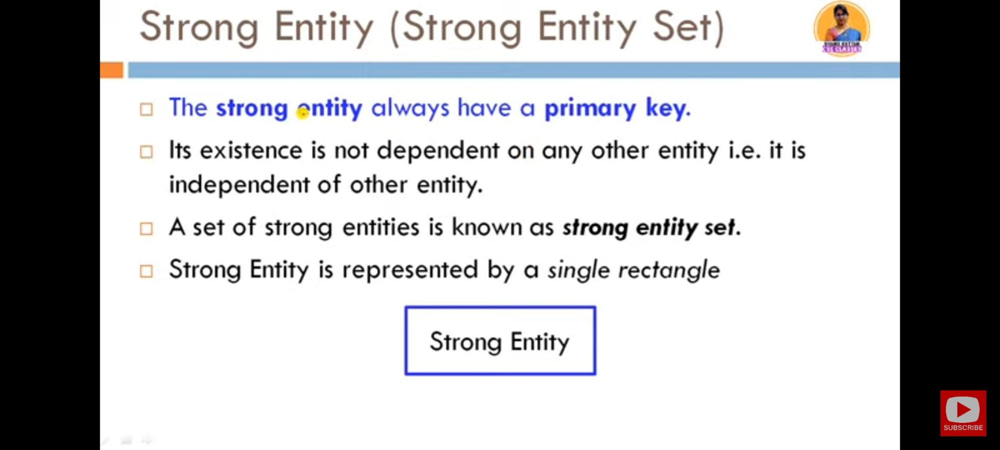 Strong Entity (Strong Entity Set)
CSE CLASSES
The strong entity always have a primary key.
Its existence is not dependent on any other entity i.e. it is
independent of other entity.
A set of strong entities is known as strong entity set.
Strong Entity is represented by a single rectangle
Strong Entity
SUBSCRIBE